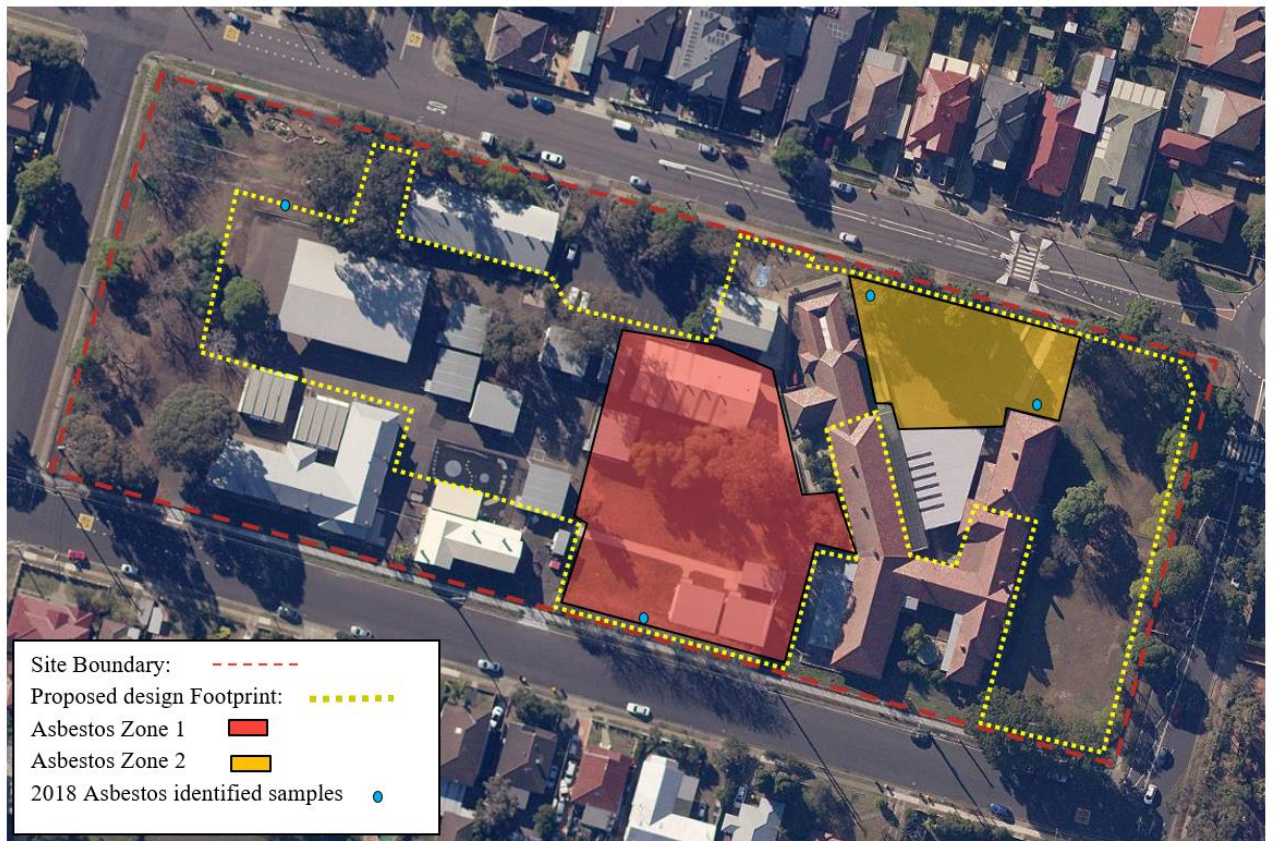 Site Boundary:
Proposed design Footprint:
Asbestos Zone 1
Asbestos Zone 2
2018 Asbestos identified samples